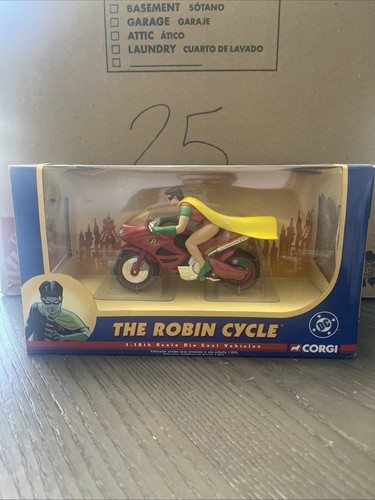 BASEMENT SÓTANO
GARAGE GARAJE
ATTIC ÁTICO
LAUNDRY CUARTO DE LAVADO
25
R
THE ROBIN CYCLE
DC
1:16th Scale Die-Cast Vehicles
CORGI